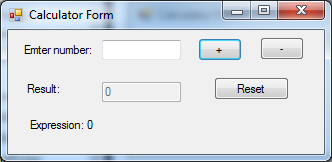 Calculator Form
Emter number: + -
Result: 0 Reset
Expression: 0